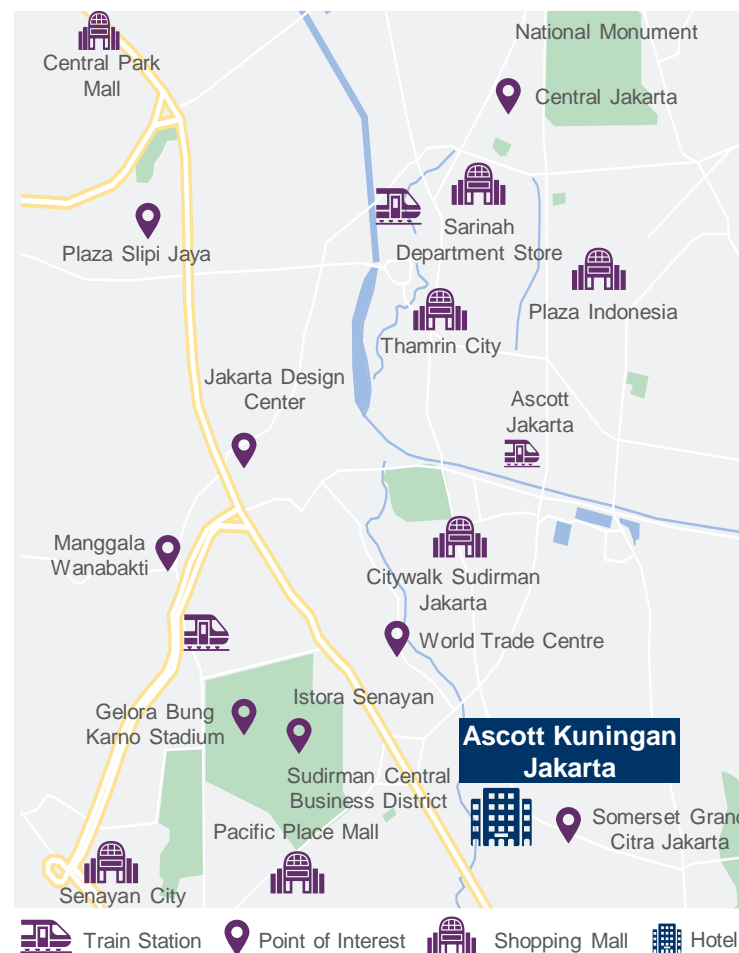 National Monument
Central Park
Mall
Central Jakarta
Plaza Slipi Jaya
Sarinah
Department Store
Plaza Indonesia
Thamrin City
Jakarta Design
Center
Ascott
Jakarta
Manggala
Wanabakti
Citywalk Sudirman
Jakarta
World Trade Centre
Istora Senayan
Gelora Bung
Karno Stadium
Ascott Kuningan
Jakarta
Sudirman Central
Business District
Somerset Grand
Citra Jakarta
Pacific Place Mall
Senayan City
Train Station
Point of Interest
Shopping Mall
Hotel